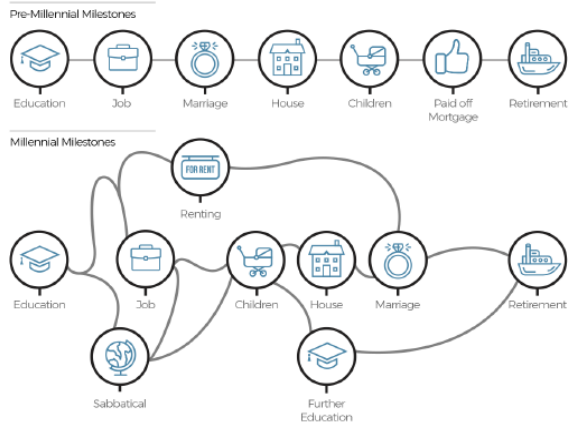 Pre-Millennial Milestones
Education
Job
Marriage
House
Children
Paid off
Mortgage
Retirement
Millennial Milestones
FOR RENT
Renting
Education
Job
Children
House
Marriage
Retirement
Sabbatical
Further
Education